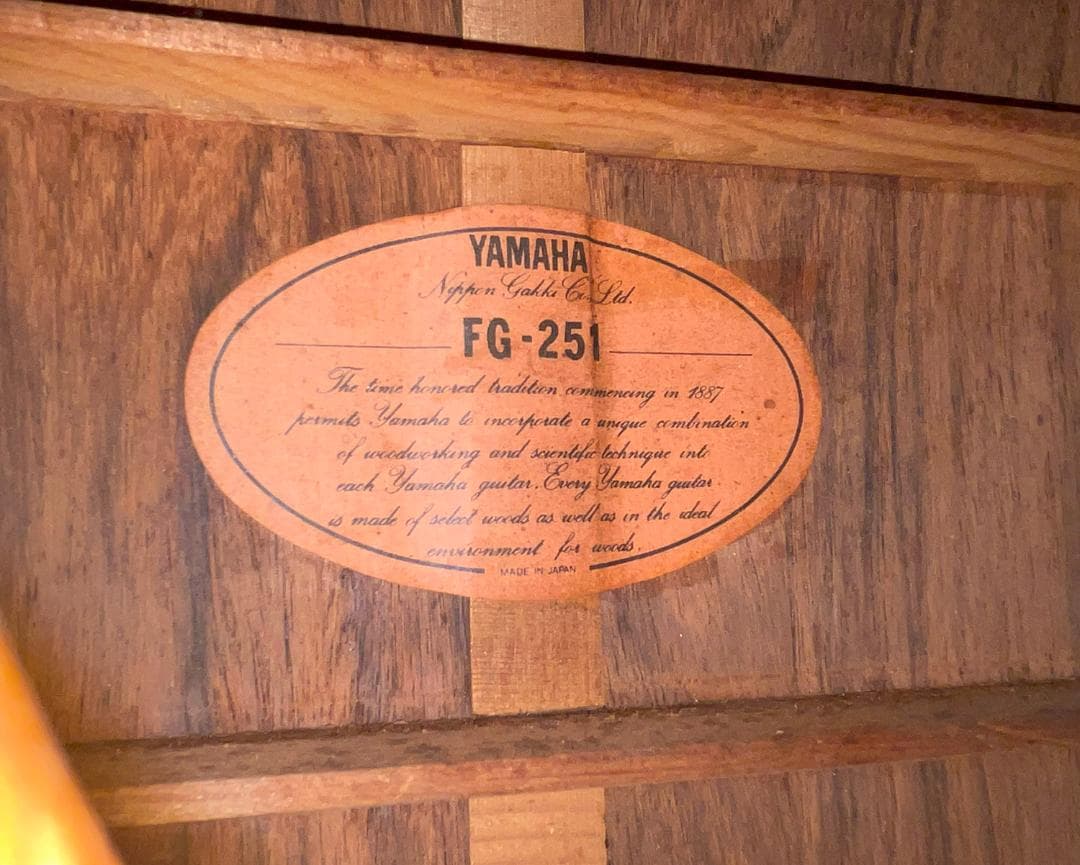 YAMAHA
Nippon Gakki Co. Ltd.
FG-251
The time honored tradition commencing in 1887
permits Yamaha to incorporate a unique combination
of woodworking and scientific technique into
each Yamaha guitar. Every Yamaha guitar
is made of select woods as well as in the ideal
environment for woods.
MADE IN JAPAN